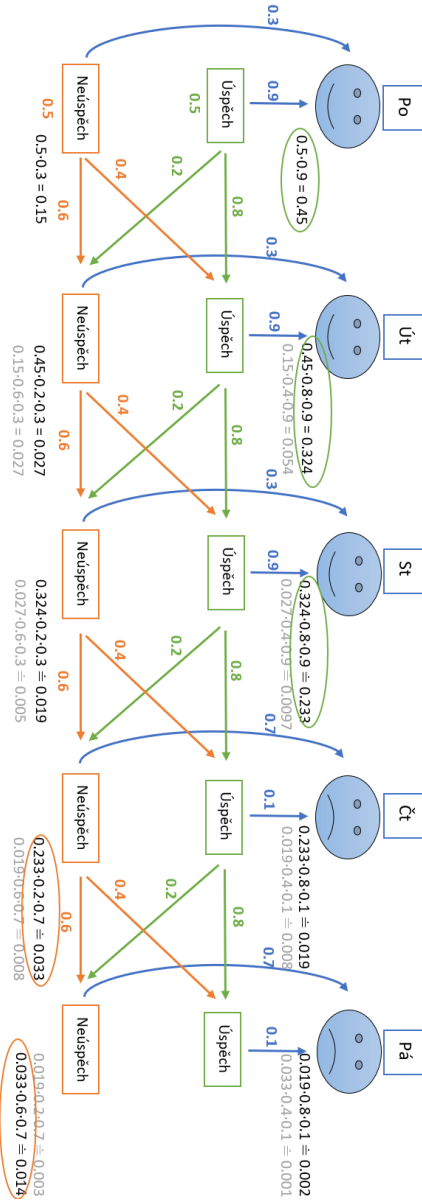 Po
0.3
0.9
0.5·0.9 = 0.45
Úspěch
0.5
Neúspěch
0.5
0.5·0.3 = 0.15
0.8
0.2
0.4
0.6
Út
0.3
0.9
0.45·0.8·0.9 = 0.324
0.15·0.4·0.9 = 0.054
Úspěch
Neúspěch
0.45·0.2·0.3 = 0.027
0.15·0.6·0.3 = 0.027
0.8
0.2
0.4
0.6
St
0.3
0.9
0.324·0.8·0.9 ≐ 0.233
0.027·0.4·0.9 ≐ 0.0097
Úspěch
Neúspěch
0.324·0.2·0.3 ≐ 0.019
0.027·0.6·0.3 ≐ 0.005
0.8
0.2
0.4
0.6
Čt
0.7
0.1
0.233·0.8·0.1 ≐ 0.019
0.019·0.4·0.1 ≐ 0.008
Úspěch
Neúspěch
0.233·0.2·0.7 ≐ 0.033
0.019·0.6·0.7 ≐ 0.008
0.8
0.2
0.4
0.6
Pá
0.7
0.1
0.019·0.8·0.1 ≐ 0.002
0.033·0.4·0.1 ≐ 0.001
Úspěch
Neúspěch
0.019·0.2·0.7 ≐ 0.003
0.033·0.6·0.7 ≐ 0.014